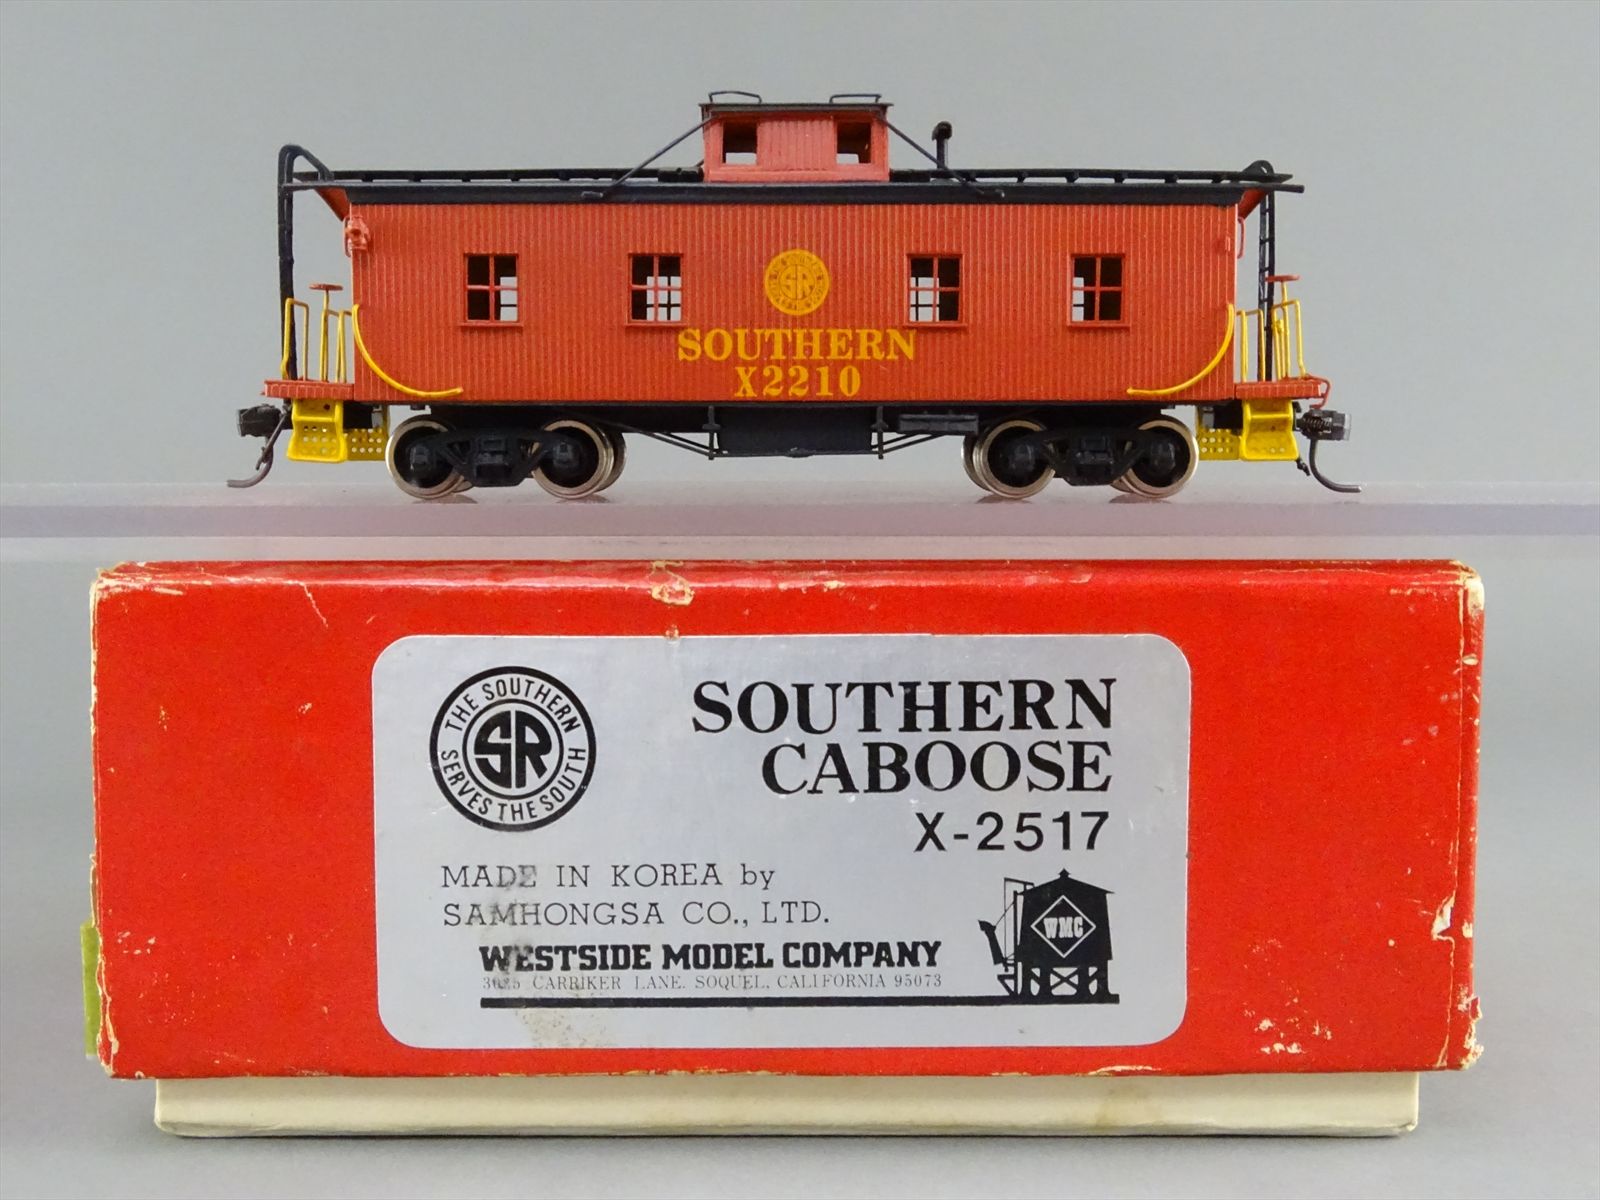 SR
SOUTHERN
X2210
THE SOUTHERN
SR
SERVES THE SOUTH
SOUTHERN
CABOOSE
X-2517
MADE IN KOREA by
SAMHONGSA CO., LTD.
WESTSIDE MODEL COMPANY
CARRIKER LANE. SOQUEL, CALIFORNIA 95073
WMC